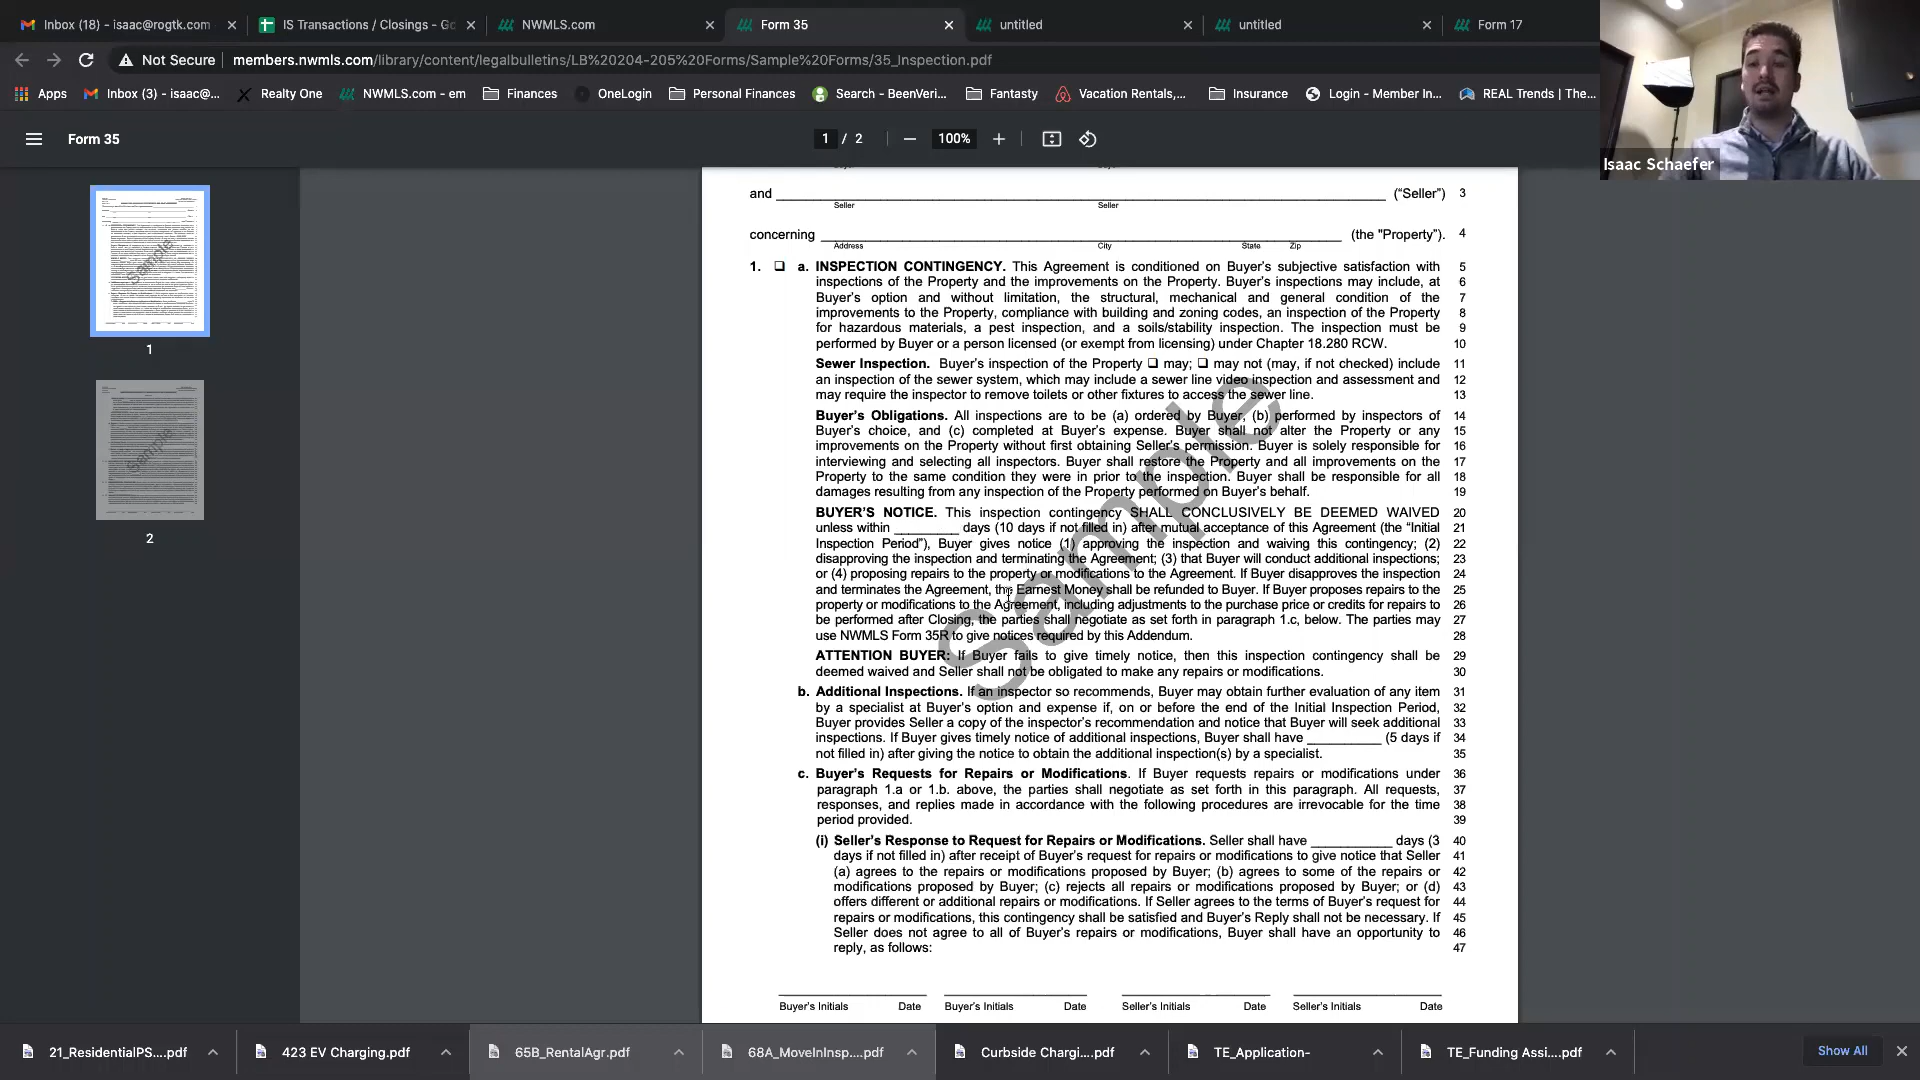 Inbox (18) - isaac@rogtk.com
IS Transactions / Closings - Go
NWMLS.com
Form 35
untitled
untitled
Form 17
Not Secure
members.nwmls.com/library/content/legalbulletins/LB%20204-205%20Forms/Sample%20Forms/35_Inspection.pdf
Apps
Inbox (3) - isaac@...
Realty One
NWMLS.com - em
Finances
OneLogin
Personal Finances
Search - BeenVeri...
Fantasty
Vacation Rentals,...
Insurance
Login - Member In...
REAL Trends | The...
Form 35
1 / 2
100%
Isaac Schaefer
1
2
and ("Seller") 3
Seller Seller
concerning (the "Property"). 4
Address City State Zip
1. ❑ a. INSPECTION CONTINGENCY. This Agreement is conditioned on Buyer's subjective satisfaction with 5
inspections of the Property and the improvements on the Property. Buyer's inspections may include, at 6
Buyer's option and without limitation, the structural, mechanical and general condition of the 7
improvements to the Property, compliance with building and zoning codes, an inspection of the Property 8
for hazardous materials, a pest inspection, and a soils/stability inspection. The inspection must be 9
performed by Buyer or a person licensed (or exempt from licensing) under Chapter 18.280 RCW. 10
Sewer Inspection. Buyer's inspection of the Property ❑ may; ❑ may not (may, if not checked) include 11
an inspection of the sewer system, which may include a sewer line video inspection and assessment and 12
may require the inspector to remove toilets or other fixtures to access the sewer line. 13
Buyer's Obligations. All inspections are to be (a) ordered by Buyer, (b) performed by inspectors of 14
Buyer's choice, and (c) completed at Buyer's expense. Buyer shall not alter the Property or any 15
improvements on the Property without first obtaining Seller's permission. Buyer is solely responsible for 16
interviewing and selecting all inspectors. Buyer shall restore the Property and all improvements on the 17
Property to the same condition they were in prior to the inspection. Buyer shall be responsible for all 18
damages resulting from any inspection of the Property performed on Buyer's behalf. 19
BUYER'S NOTICE. This inspection contingency SHALL CONCLUSIVELY BE DEEMED WAIVED 20
unless within ________ days (10 days if not filled in) after mutual acceptance of this Agreement (the "Initial 21
Inspection Period"), Buyer gives notice (1) approving the inspection and waiving this contingency; (2) 22
disapproving the inspection and terminating the Agreement; (3) that Buyer will conduct additional inspections; 23
or (4) proposing repairs to the property or modifications to the Agreement. If Buyer disapproves the inspection 24
and terminates the Agreement, the Earnest Money shall be refunded to Buyer. If Buyer proposes repairs to the 25
property or modifications to the Agreement, including adjustments to the purchase price or credits for repairs to 26
be performed after Closing, the parties shall negotiate as set forth in paragraph 1.c, below. The parties may 27
use NWMLS Form 35R to give notices required by this Addendum. 28
ATTENTION BUYER: If Buyer fails to give timely notice, then this inspection contingency shall be 29
deemed waived and Seller shall not be obligated to make any repairs or modifications. 30
b. Additional Inspections. If an inspector so recommends, Buyer may obtain further evaluation of any item 31
by a specialist at Buyer's option and expense if, on or before the end of the Initial Inspection Period, 32
Buyer provides Seller a copy of the inspector's recommendation and notice that Buyer will seek additional 33
inspections. If Buyer gives timely notice of additional inspections, Buyer shall have _________ (5 days if 34
not filled in) after giving the notice to obtain the additional inspection(s) by a specialist. 35
c. Buyer's Requests for Repairs or Modifications. If Buyer requests repairs or modifications under 36
paragraph 1.a or 1.b. above, the parties shall negotiate as set forth in this paragraph. All requests, 37
responses, and replies made in accordance with the following procedures are irrevocable for the time 38
period provided. 39
(i) Seller's Response to Request for Repairs or Modifications. Seller shall have __________ days (3 40
days if not filled in) after receipt of Buyer's request for repairs or modifications to give notice that Seller 41
(a) agrees to the repairs or modifications proposed by Buyer; (b) agrees to some of the repairs or 42
modifications proposed by Buyer; (c) rejects all repairs or modifications proposed by Buyer; or (d) 43
offers different or additional repairs or modifications. If Seller agrees to the terms of Buyer's request for 44
repairs or modifications, this contingency shall be satisfied and Buyer's Reply shall not be necessary. If 45
Seller does not agree to all of Buyer's repairs or modifications, Buyer shall have an opportunity to 46
reply, as follows: 47
Sample
Buyer's Initials Date Buyer's Initials Date Seller's Initials Date Seller's Initials Date
21_ResidentialPS....pdf
423 EV Charging.pdf
65B_RentalAgr.pdf
68A_MoveInInsp....pdf
Curbside Chargi....pdf
TE_Application-
TE_Funding Assi....pdf
Show All